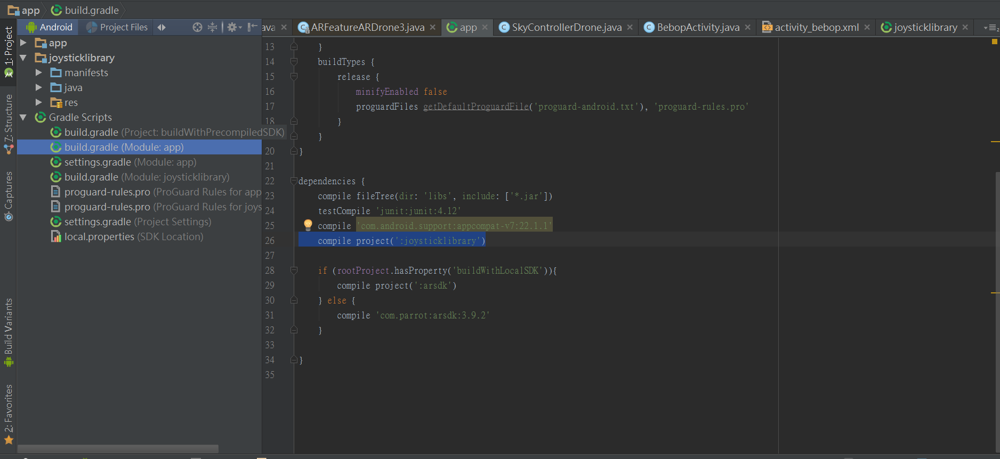 app
build.gradle
Android
Project Files
ava
ARFeatureARDrone3.java
app
SkyControllerDrone.java
BebopActivity.java
activity_bebop.xml
joysticklibrary
1: Project
Z: Structure
Captures
Build Variants
2: Favorites
app
joysticklibrary
manifests
java
res
Gradle Scripts
build.gradle (Project: buildWithPrecompiledSDK)
build.gradle (Module: app)
settings.gradle (Module: app)
build.gradle (Module: joysticklibrary)
proguard-rules.pro (ProGuard Rules for app
proguard-rules.pro (ProGuard Rules for joys
settings.gradle (Project Settings)
local.properties (SDK Location)
13 }
14 buildTypes {
15 release {
16 minifyEnabled false
17 proguardFiles getDefaultProguardFile('proguard-android.txt'), 'proguard-rules.pro'
18 }
}
20 }
21
22 dependencies {
23 compile fileTree(dir: 'libs', include: ['*.jar'])
24 testCompile 'junit:junit:4.12'
25 compile 'com.android.support:appcompat-v7:22.1.1'
26 compile project(':joysticklibrary')
27
28 if (rootProject.hasProperty('buildWithLocalSDK')){
29 compile project(':arsdk')
30 } else {
31 compile 'com.parrot:arsdk:3.9.2'
32 }
33
34 }
35